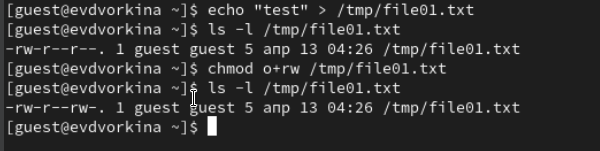 [guest@evdvorkina ~]$ echo "test" > /tmp/file01.txt
[guest@evdvorkina ~]$ ls -l /tmp/file01.txt
-rw-r--r--. 1 guest guest 5 апр 13 04:26 /tmp/file01.txt
[guest@evdvorkina ~]$ chmod o+rw /tmp/file01.txt
[guest@evdvorkina ~]$ ls -l /tmp/file01.txt
-rw-r--rw-. 1 guest guest 5 апр 13 04:26 /tmp/file01.txt
[guest@evdvorkina ~]$